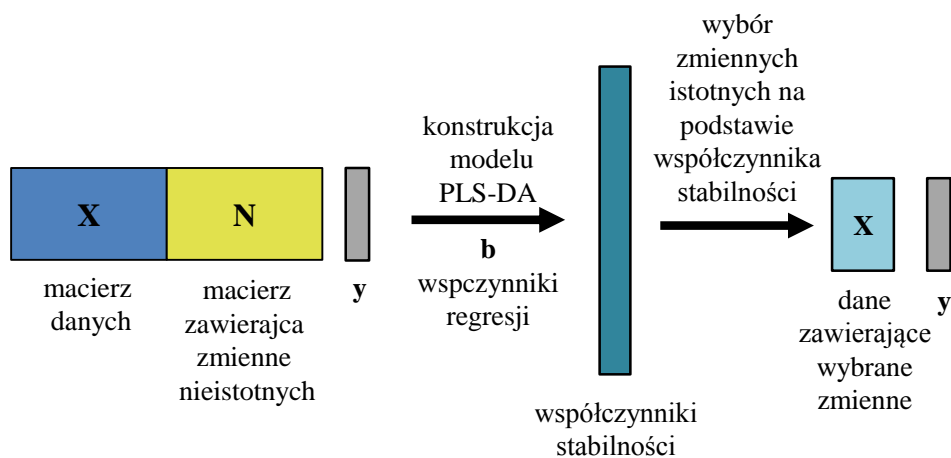 X
macierz
danych
N
macierz
zawierajca
zmienne
nieistotnych
y
konstrukcja
modelu
PLS-DA
b
wspczynniki
regresji
współczynniki
stabilności
wybór
zmiennych
istotnych na
podstawie
współczynnika
stabilności
X
dane
zawierające
wybrane
zmienne
y